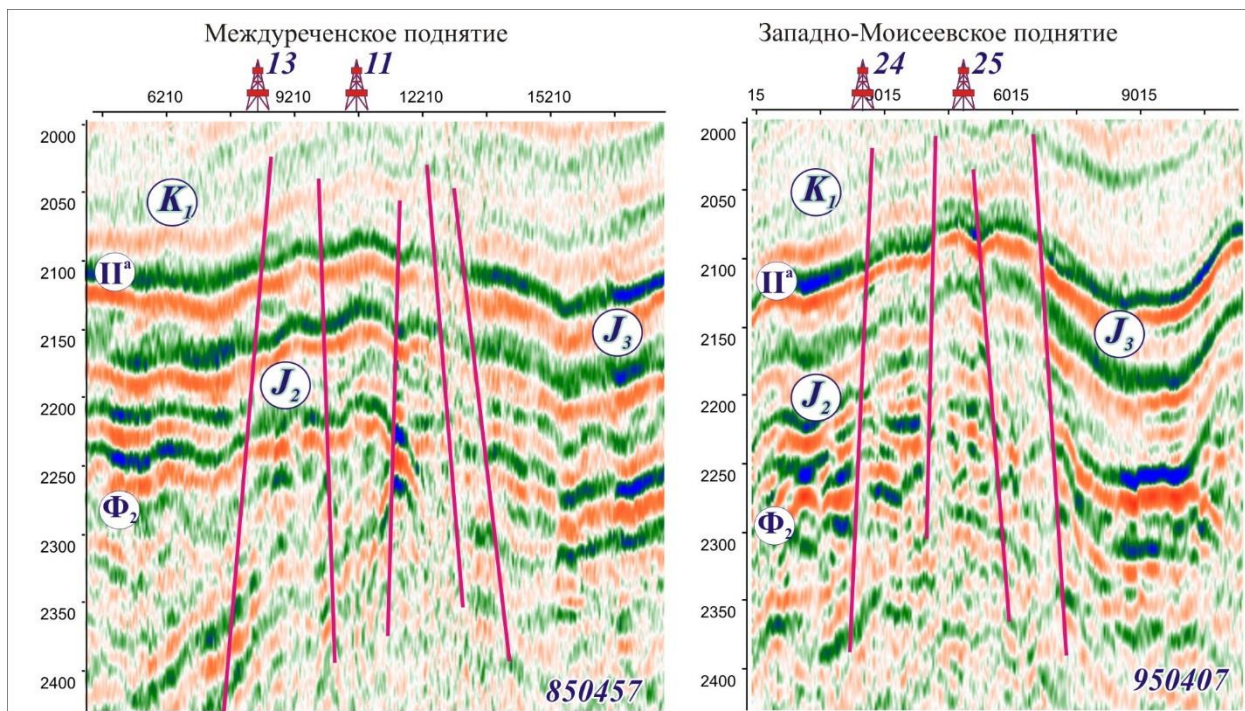 Междуреченское поднятие
13 11
6210 9210 12210 15210
2000
2050
2100
2150
2200
2250
2300
2350
2400
K₁
IIᵃ
J₃
J₂
Ф₂
850457
Западно-Моисеевское поднятие
24 25
15 3015 6015 9015
2000
2050
2100
2150
2200
2250
2300
2350
2400
K₁
IIᵃ
J₃
J₂
Ф₂
950407